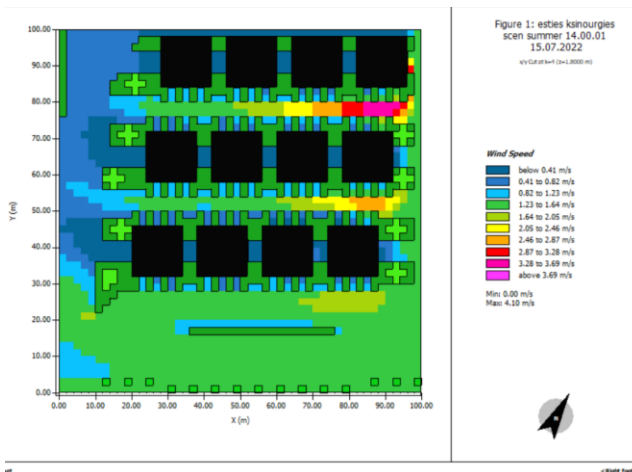 Figure 1: esties ksinourgies
scen summer 14.00.01
15.07.2022
x/y Cut at k=4 (z=1.8000 m)
100.00
90.00
80.00
70.00
60.00
50.00
40.00
30.00
20.00
10.00
0.00
Y (m)
0.00 10.00 20.00 30.00 40.00 50.00 60.00 70.00 80.00 90.00 100.00
X (m)
Wind Speed
below 0.41 m/s
0.41 to 0.82 m/s
0.82 to 1.23 m/s
1.23 to 1.64 m/s
1.64 to 2.05 m/s
2.05 to 2.46 m/s
2.46 to 2.87 m/s
2.87 to 3.28 m/s
3.28 to 3.69 m/s
above 3.69 m/s
Min: 0.00 m/s
Max: 4.10 m/s